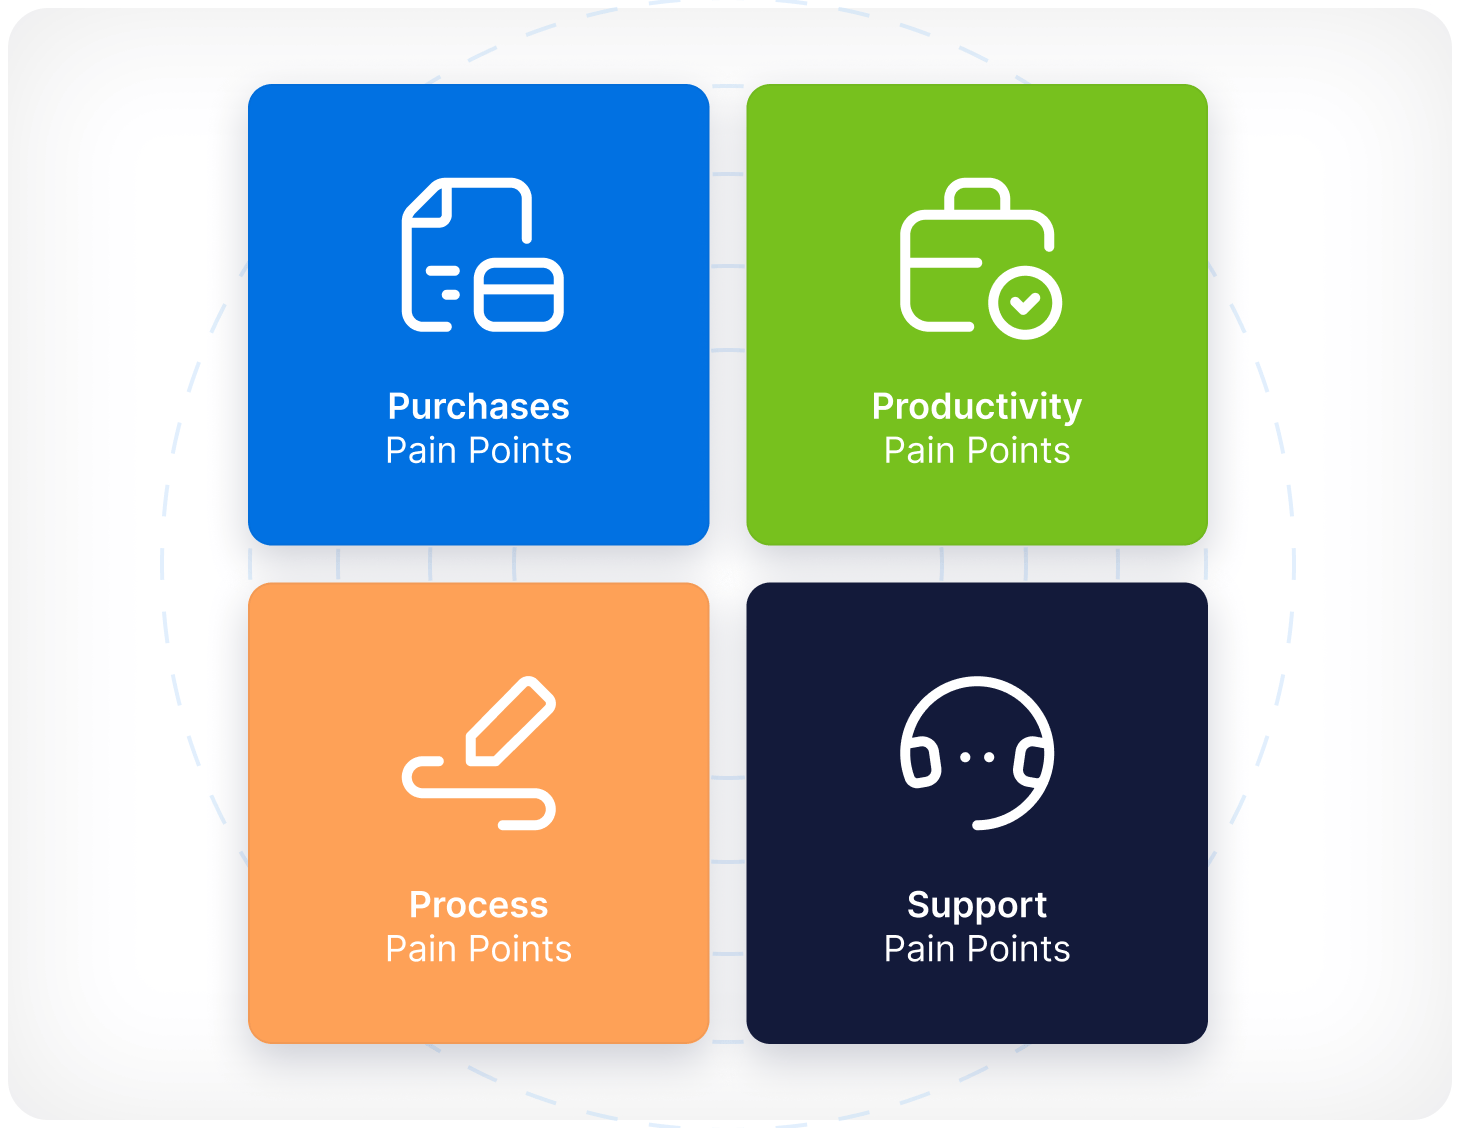 Purchases
Pain Points
Productivity
Pain Points
Process
Pain Points
Support
Pain Points